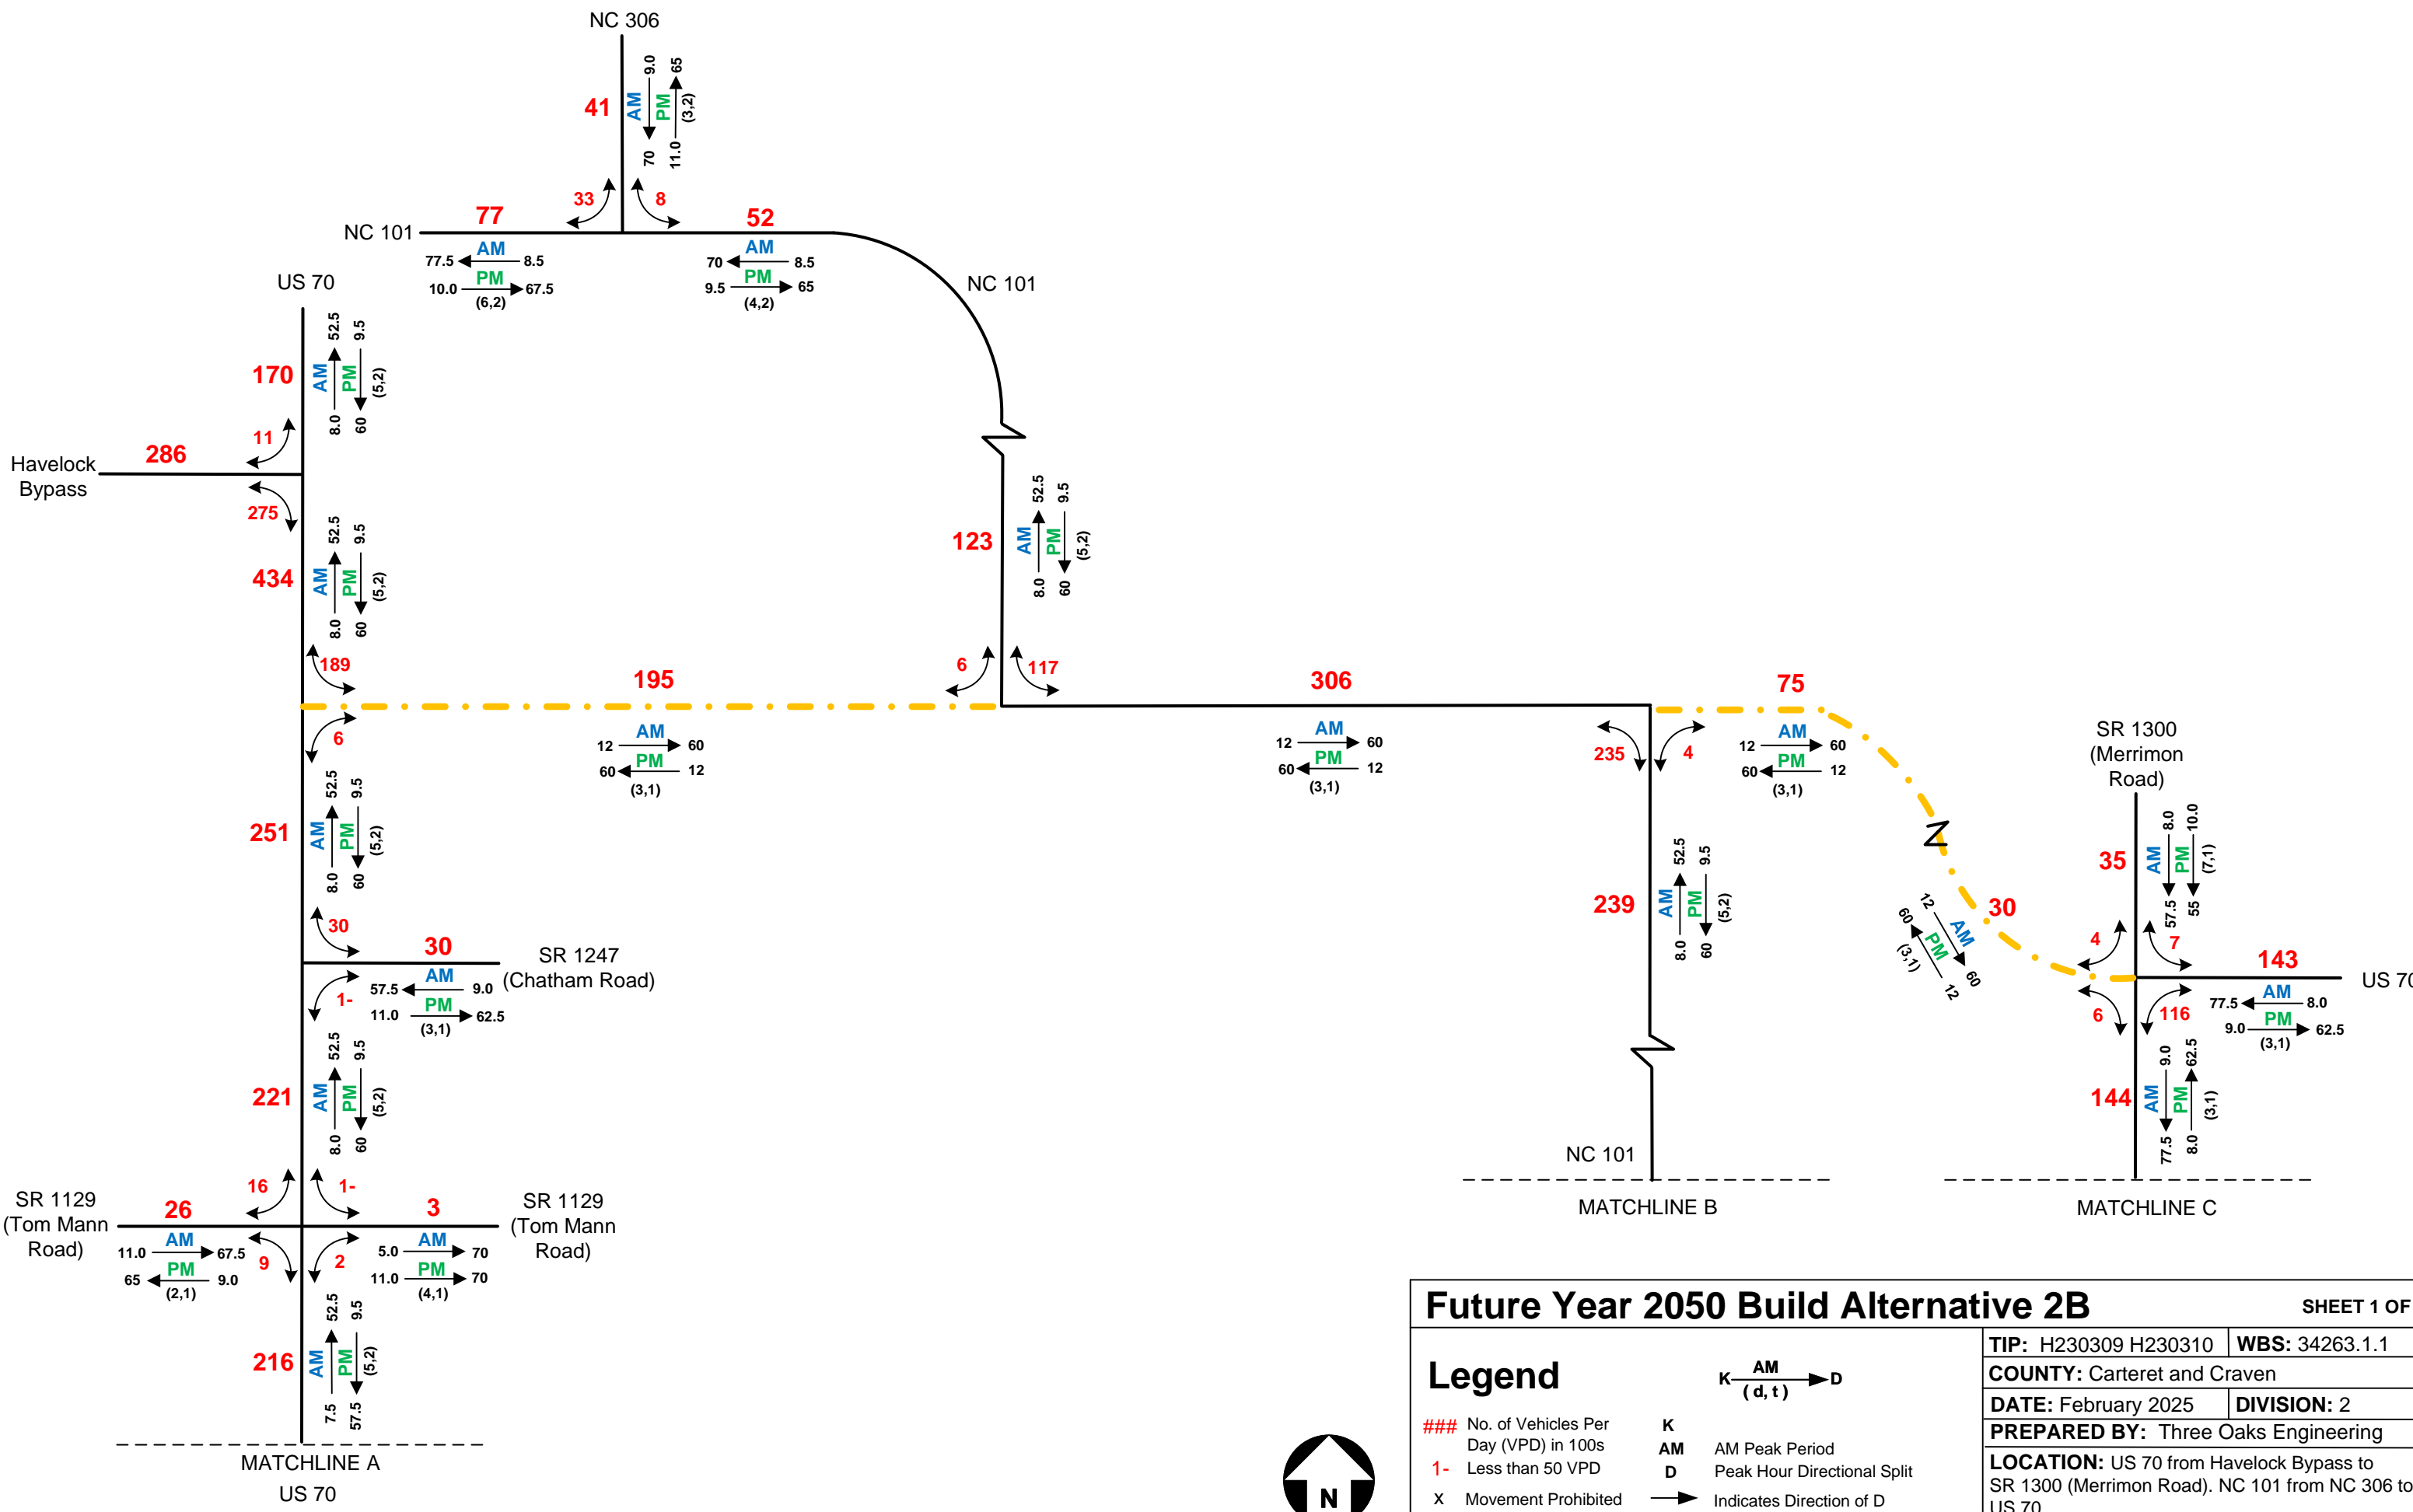 NC 306
41
AM
9.0
70
PM
65
11.0
(3,2)
33
8
77
52
NC 101
AM
77.5
8.5
PM
10.0
67.5
(6,2)
AM
70
8.5
PM
9.5
65
(4,2)
NC 101
US 70
170
AM
52.5
8.0
PM
9.5
60
(5,2)
11
286
Havelock
Bypass
275
434
AM
52.5
8.0
PM
9.5
60
(5,2)
123
AM
52.5
8.0
PM
9.5
60
(5,2)
189
195
6
117
306
75
6
12
AM
60
60
PM
12
(3,1)
12
AM
60
60
PM
12
(3,1)
235
4
12
AM
60
60
PM
12
(3,1)
SR 1300
(Merrimon
Road)
251
AM
52.5
8.0
PM
9.5
60
(5,2)
239
AM
52.5
8.0
PM
9.5
60
(5,2)
35
AM
8.0
57.5
PM
10.0
55
(7,1)
30
12
AM
60
60
PM
12
(3,1)
4
7
143
US 70
30
30
SR 1247
(Chatham Road)
1-
AM
57.5
9.0
PM
11.0
62.5
(3,1)
6
116
AM
77.5
8.0
PM
9.0
62.5
(3,1)
221
AM
52.5
8.0
PM
9.5
60
(5,2)
144
AM
9.0
77.5
PM
62.5
8.0
(3,1)
NC 101
MATCHLINE B
MATCHLINE C
16
1-
SR 1129
(Tom Mann
Road)
26
3
SR 1129
(Tom Mann
Road)
11.0
AM
67.5
65
PM
9.0
(2,1)
9
2
5.0
AM
70
11.0
PM
70
(4,1)
216
AM
52.5
7.5
PM
9.5
57.5
(5,2)
MATCHLINE A
US 70
N
Future Year 2050 Build Alternative 2B
SHEET 1 OF
Legend
K AM D
(d, t)
### No. of Vehicles Per
Day (VPD) in 100s
1- Less than 50 VPD
X Movement Prohibited
K
AM AM Peak Period
D Peak Hour Directional Split
Indicates Direction of D
TIP: H230309 H230310 WBS: 34263.1.1
COUNTY: Carteret and Craven
DATE: February 2025 DIVISION: 2
PREPARED BY: Three Oaks Engineering
LOCATION: US 70 from Havelock Bypass to
SR 1300 (Merrimon Road). NC 101 from NC 306 to
US 70